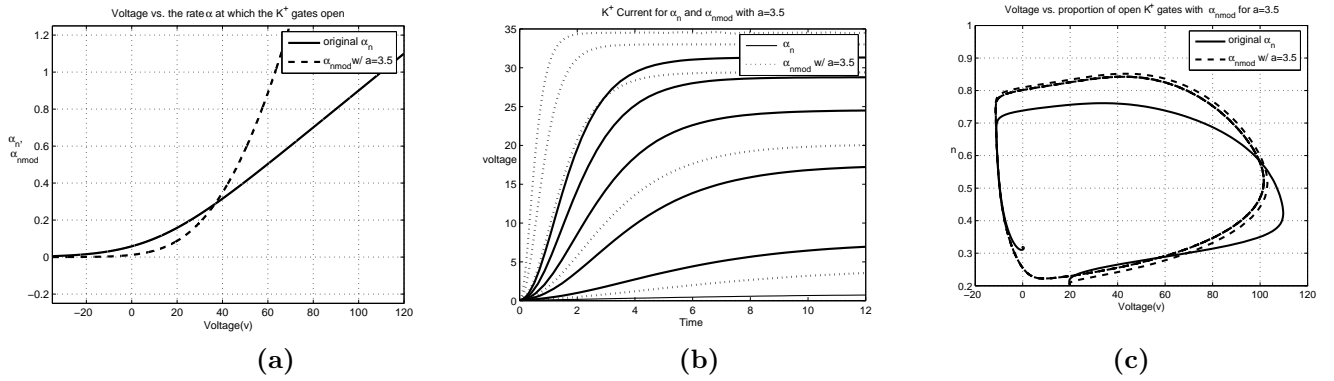 Voltage vs. the rate α at which the K⁺ gates open
original αₙ
αnmod w/ a=3.5
1.2
1
0.8
0.6
0.4
0.2
0
−0.2
αₙ,
αnmod
−20
0
20
40
60
80
100
120
Voltage(v)
(a)
K⁺ Current for αₙ and αnmod with a=3.5
αₙ
αnmod w/ a=3.5
35
30
25
20
voltage
15
10
5
0
0
2
4
6
8
10
12
Time
(b)
Voltage vs. proportion of open K⁺ gates with αnmod for a=3.5
original αₙ
αnmod w/ a=3.5
1
0.9
0.8
0.7
n
0.6
0.5
0.4
0.3
0.2
−20
0
20
40
60
80
100
120
Voltage(v)
(c)